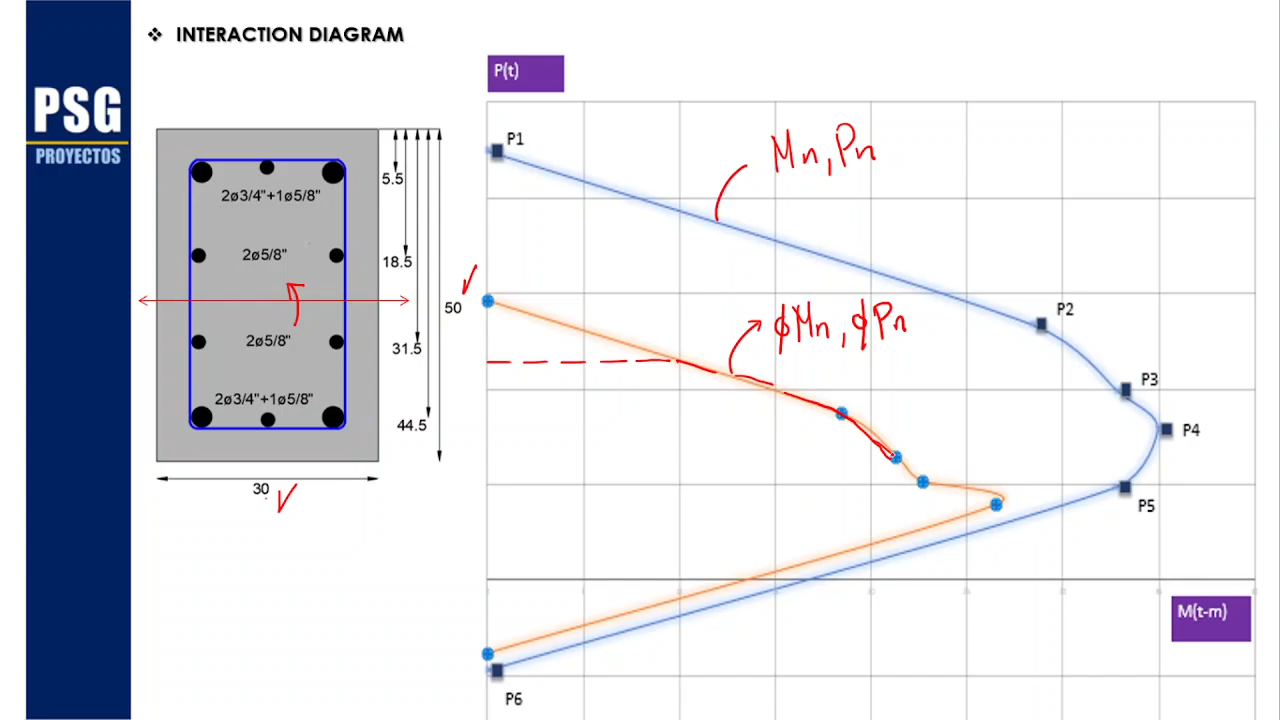 ❖ INTERACTION DIAGRAM
PSG
PROYECTOS
P(t)
P1
Mn, Pn
5.5
2ø3/4"+1ø5/8"
2ø5/8"
18.5
50
P2
ϕMn, ϕPn
2ø5/8"
31.5
P3
2ø3/4"+1ø5/8"
44.5
P4
30
P5
M(t-m)
P6